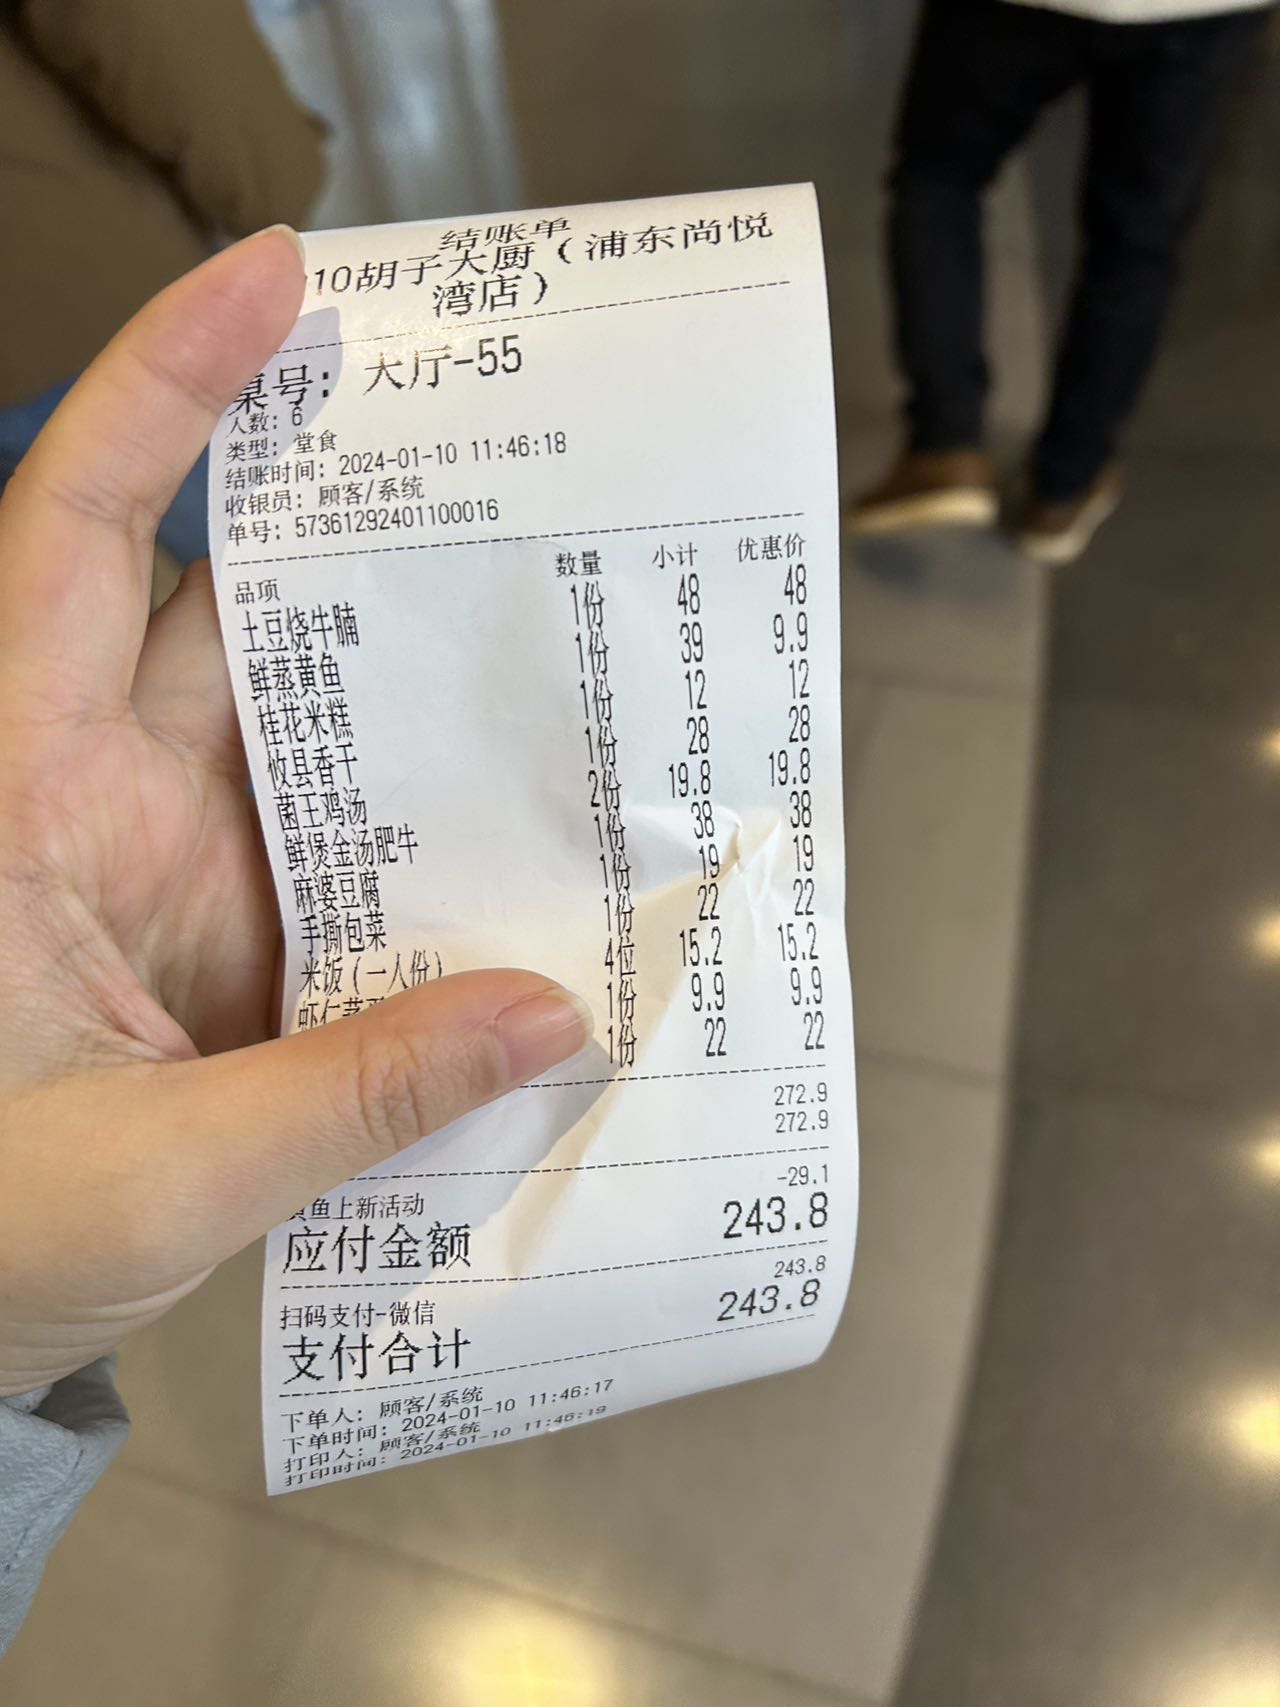 结账单
10胡子大厨（浦东尚悦
湾店）
桌号：大厅-55
人数：6
类型：堂食
结账时间：2024-01-10 11:46:18
收银员：顾客/系统
单号：57361292401100016
品项 数量 小计 优惠价
土豆烧牛腩 1份 48 48
鲜蒸黄鱼 1份 39 9.9
桂花米糕 1份 12 12
攸县香干 1份 28 28
菌王鸡汤 2份 19.8 19.8
鲜煲金汤肥牛 1份 38 38
麻婆豆腐 1份 19 19
手撕包菜 1份 22 22
米饭（一人份） 4位 15.2 15.2
虾仁蒸 1份 9.9 9.9
1份 22 22
272.9
272.9
鱼上新活动 -29.1
应付金额 243.8
扫码支付-微信 243.8
支付合计 243.8
下单人：顾客/系统
下单时间：2024-01-10 11:46:17
打印人：顾客/系统
打印时间：2024-01-10 11:46:19